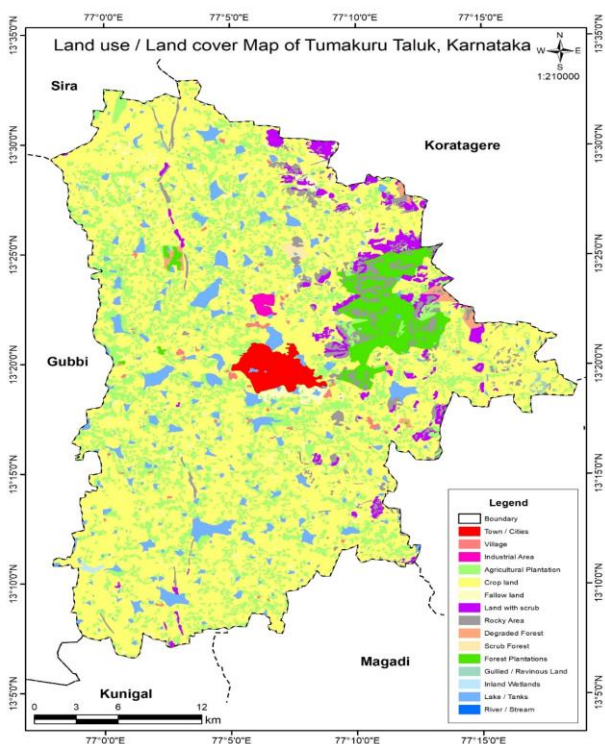 77°0'0"E 77°5'0"E 77°10'0"E 77°15'0"E
Land use / Land cover Map of Tumakuru Taluk, Karnataka
N
W E
S
1:210000
Sira
Koratagere
Gubbi
Magadi
Kunigal
13°35'0"N 13°35'0"N
13°30'0"N 13°30'0"N
13°25'0"N 13°25'0"N
13°20'0"N 13°20'0"N
13°15'0"N 13°15'0"N
13°10'0"N 13°10'0"N
13°5'0"N 13°5'0"N
Legend
Boundary
Town / Cities
Village
Industrial Area
Agricultural Plantation
Crop land
Fallow land
Land with scrub
Rocky Area
Degraded Forest
Scrub Forest
Forest Plantations
Gullied / Ravinous Land
Inland Wetlands
Lake / Tanks
River / Stream
0 3 6 12
km
77°0'0"E 77°5'0"E 77°10'0"E 77°15'0"E